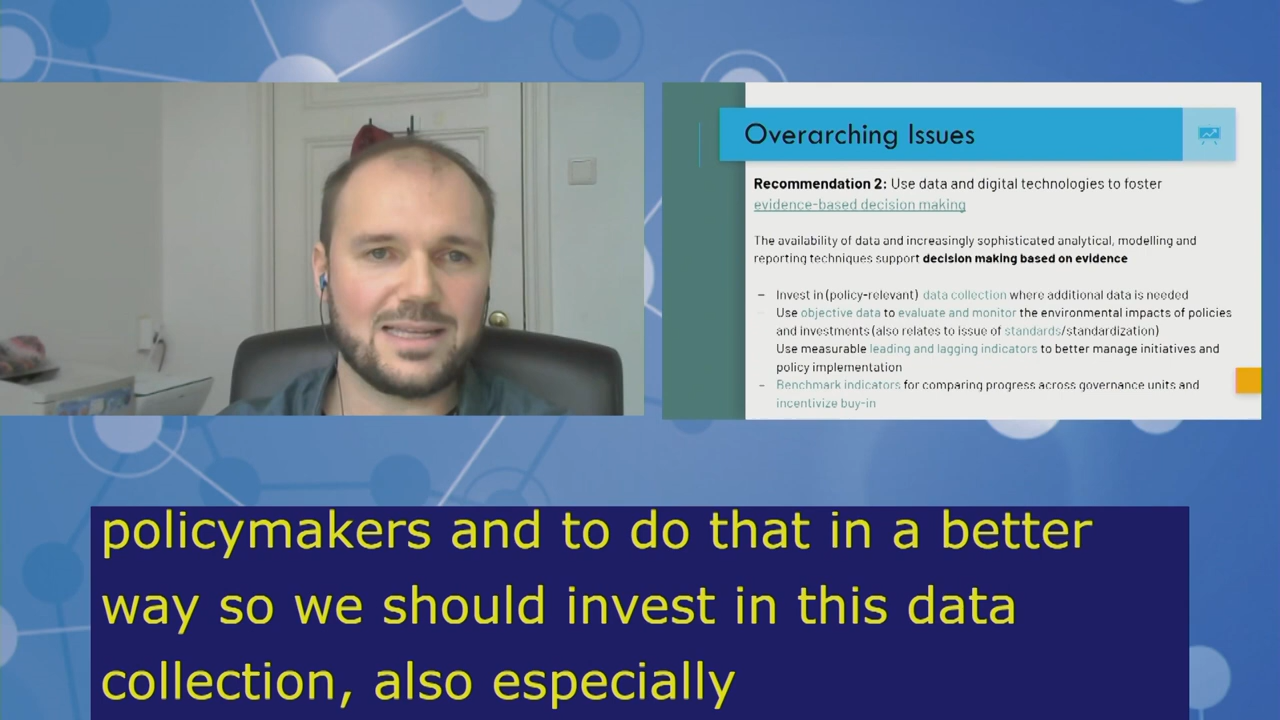 Overarching Issues
Recommendation 2: Use data and digital technologies to foster
evidence-based decision making
The availability of data and increasingly sophisticated analytical, modelling and
reporting techniques support decision making based on evidence
– Invest in (policy-relevant) data collection where additional data is needed
Use objective data to evaluate and monitor the environmental impacts of policies
and investments (also relates to issue of standards/standardization)
Use measurable leading and lagging indicators to better manage initiatives and
policy implementation
– Benchmark indicators for comparing progress across governance units and
incentivize buy-in
policymakers and to do that in a better
way so we should invest in this data
collection, also especially